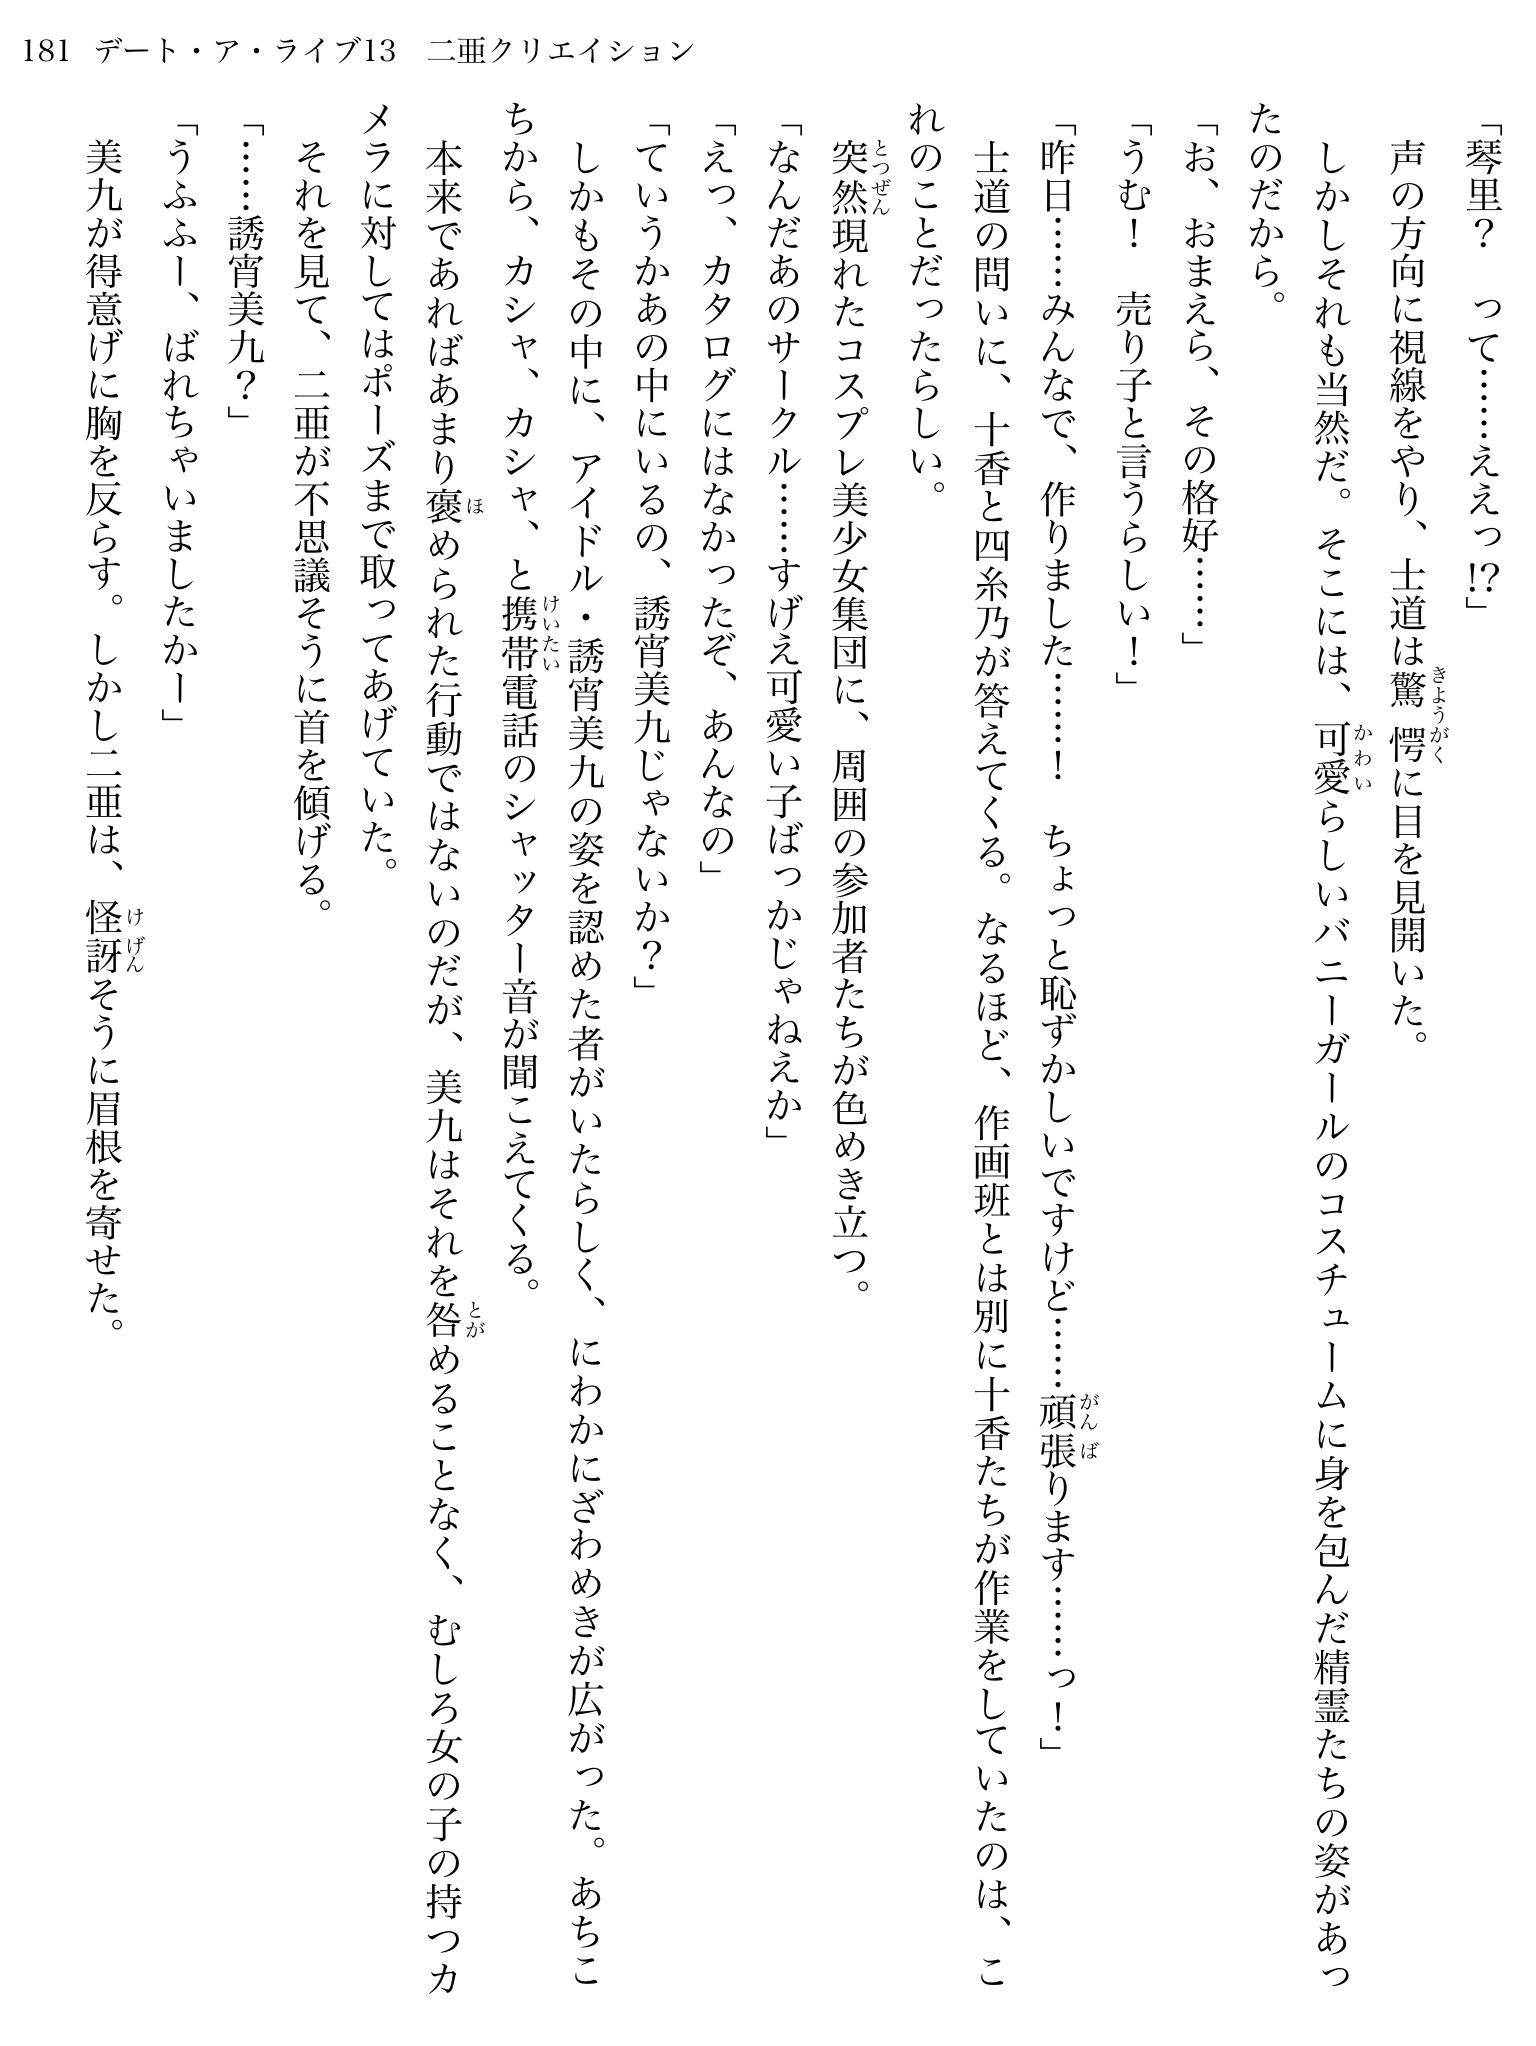 181 デート・ア・ライブ13　二亜クリエイション
「琴里？　って……ええっ⁉」
　声の方向に視線をやり、士道は驚愕に目を見開いた。
　しかしそれも当然だ。そこには、可愛らしいバニーガールのコスチュームに身を包んだ精霊たちの姿があっ
たのだから。
「お、おまえら、その格好……」
「うむ！　売り子と言うらしい！」
「昨日……みんなで、作りました……！　ちょっと恥ずかしいですけど……頑張ります……っ！」
　士道の問いに、十香と四糸乃が答えてくる。なるほど、作画班とは別に十香たちが作業をしていたのは、こ
れのことだったらしい。
　突然現れたコスプレ美少女集団に、周囲の参加者たちが色めき立つ。
「なんだあのサークル……すげえ可愛い子ばっかじゃねえか」
「えっ、カタログにはなかったぞ、あんなの」
「ていうかあの中にいるの、誘宵美九じゃないか？」
　しかもその中に、アイドル・誘宵美九の姿を認めた者がいたらしく、にわかにざわめきが広がった。あちこ
ちから、カシャ、カシャ、と携帯電話のシャッター音が聞こえてくる。
　本来であればあまり褒められた行動ではないのだが、美九はそれを咎めることなく、むしろ女の子の持つカ
メラに対してはポーズまで取ってあげていた。
　それを見て、二亜が不思議そうに首を傾げる。
「……誘宵美九？」
「うふふー、ばれちゃいましたかー」
　美九が得意げに胸を反らす。しかし二亜は、怪訝そうに眉根を寄せた。